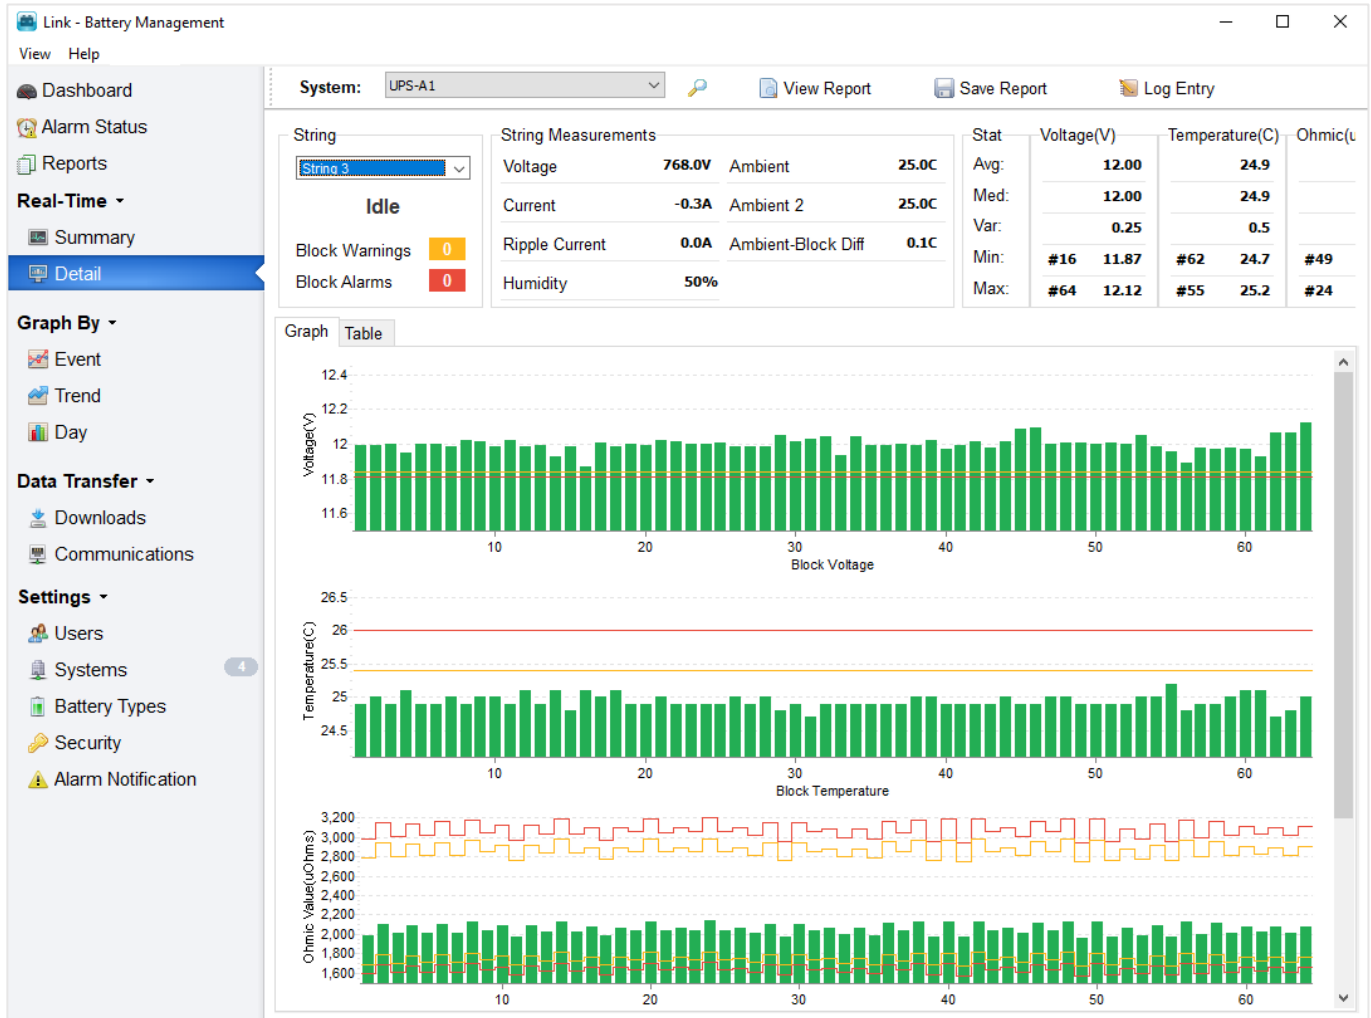 Link - Battery Management
View Help
Dashboard
Alarm Status
Reports
Real-Time
Summary
Detail
Graph By
Event
Trend
Day
Data Transfer
Downloads
Communications
Settings
Users
Systems 4
Battery Types
Security
Alarm Notification
System: UPS-A1 View Report Save Report Log Entry
String
String 3
Idle
Block Warnings 0
Block Alarms 0
String Measurements
Voltage 768.0V Ambient 25.0C
Current -0.3A Ambient 2 25.0C
Ripple Current 0.0A Ambient-Block Diff 0.1C
Humidity 50%
Stat Voltage(V) Temperature(C) Ohmic(u
Avg: 12.00 24.9
Med: 12.00 24.9
Var: 0.25 0.5
Min: #16 11.87 #62 24.7 #49
Max: #64 12.12 #55 25.2 #24
Graph Table
Voltage(V)
12.4
12.2
12
11.8
11.6
10 20 30 40 50 60
Block Voltage
Temperature(C)
26.5
26
25.5
25
24.5
10 20 30 40 50 60
Block Temperature
Ohmic Value(uOhms)
3,200
3,000
2,800
2,600
2,400
2,200
2,000
1,800
1,600
10 20 30 40 50 60